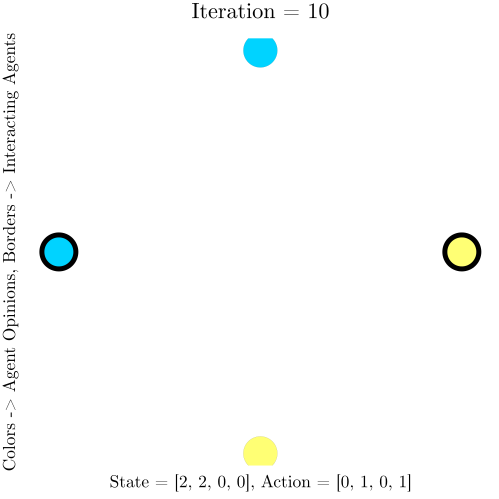 Iteration = 10
Colors -> Agent Opinions, Borders -> Interacting Agents
State = [2, 2, 0, 0], Action = [0, 1, 0, 1]